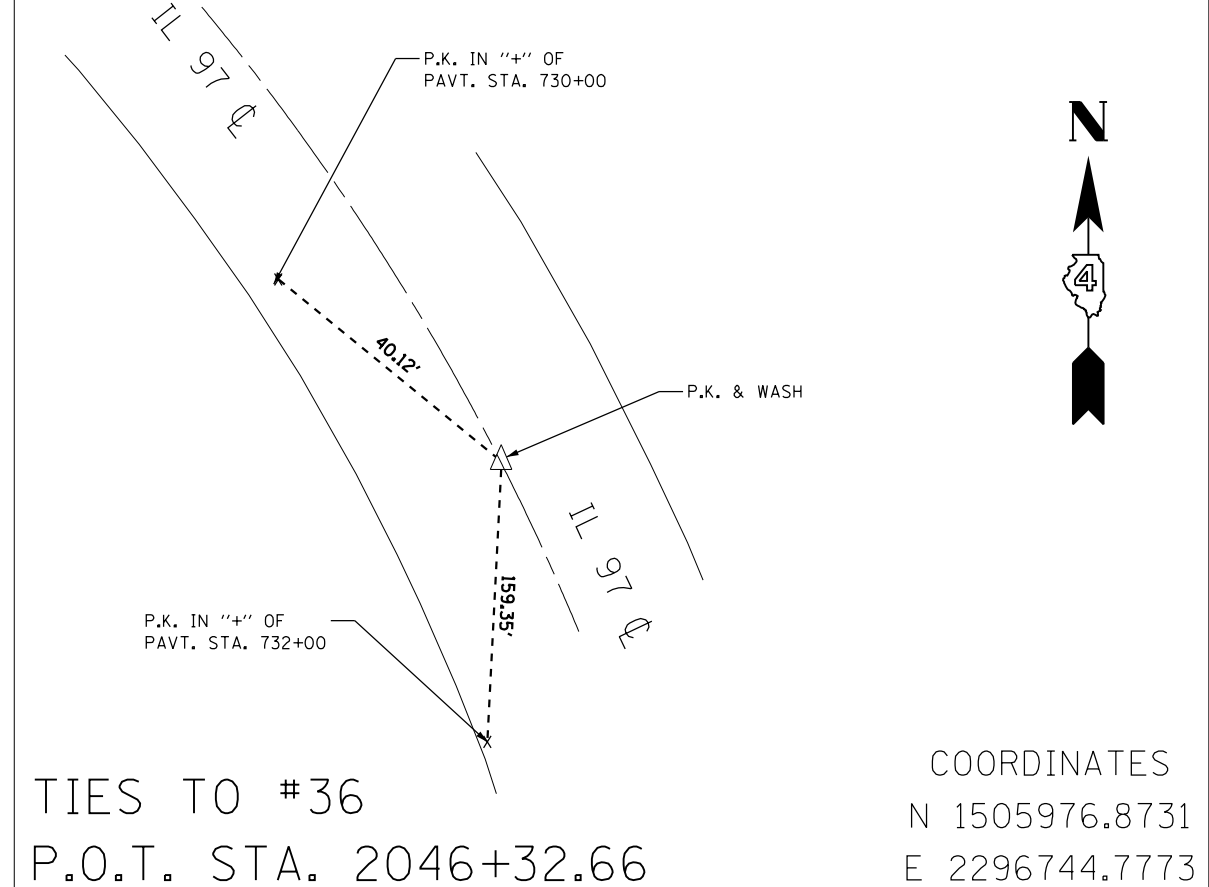 IL 97 ℄
P.K. IN "+" OF
PAVT. STA. 730+00
N
4
40.12'
P.K. & WASH
IL 97 ℄
159.35'
P.K. IN "+" OF
PAVT. STA. 732+00
TIES TO #36
P.O.T. STA. 2046+32.66
COORDINATES
N 1505976.8731
E 2296744.7773